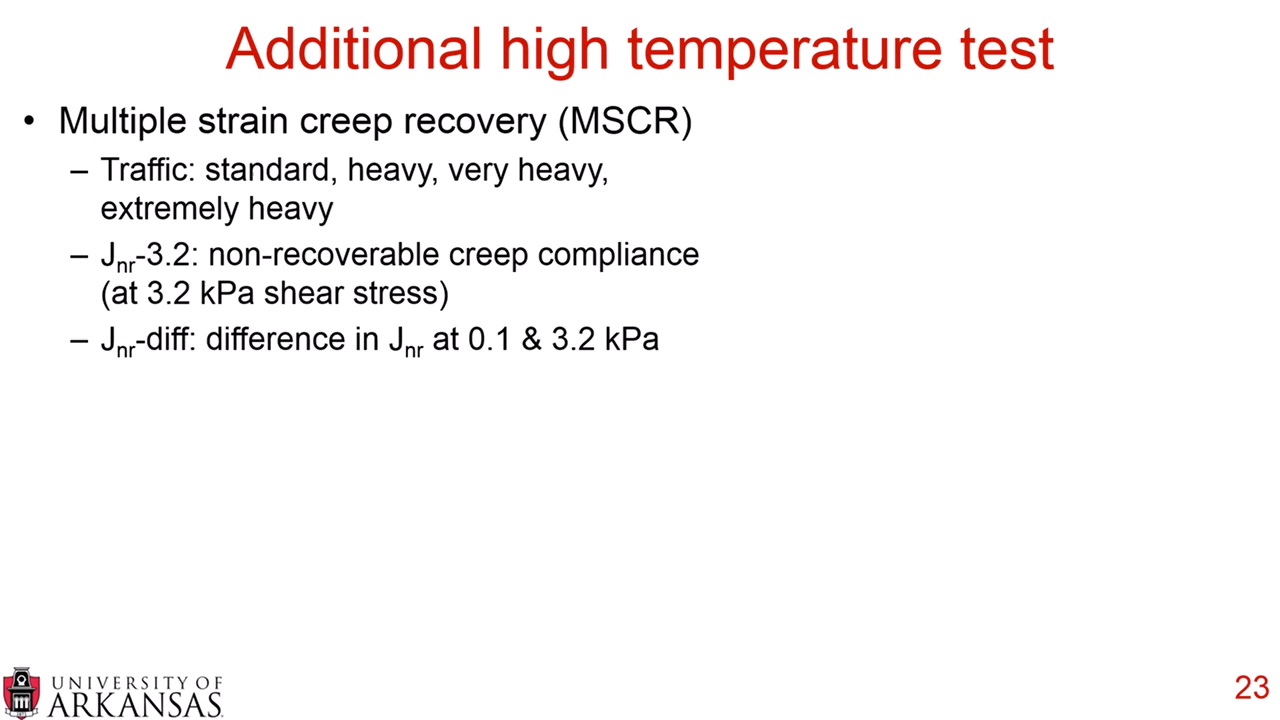 Additional high temperature test
• Multiple strain creep recovery (MSCR)
– Traffic: standard, heavy, very heavy,
extremely heavy
– Jnr-3.2: non-recoverable creep compliance
(at 3.2 kPa shear stress)
– Jnr-diff: difference in Jnr at 0.1 & 3.2 kPa
UNIVERSITY OF
ARKANSAS
23